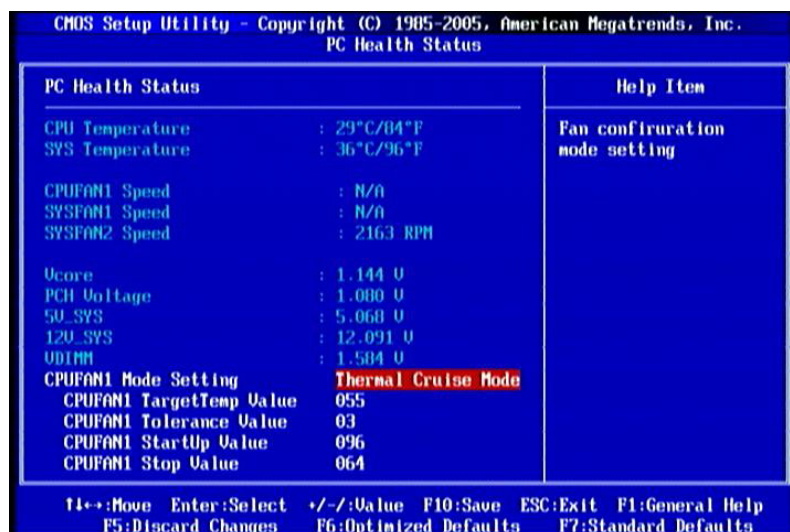 CMOS Setup Utility - Copyright (C) 1985-2005, American Megatrends, Inc.
PC Health Status
PC Health Status
Help Item
CPU Temperature : 29°C/84°F
SYS Temperature : 36°C/96°F
Fan confiruration
mode setting
CPUFAN1 Speed : N/A
SYSFAN1 Speed : N/A
SYSFAN2 Speed : 2163 RPM
Vcore : 1.144 V
PCH Voltage : 1.080 V
5V_SYS : 5.068 V
12V_SYS : 12.091 V
VDIMM : 1.584 V
CPUFAN1 Mode Setting Thermal Cruise Mode
CPUFAN1 TargetTemp Value 055
CPUFAN1 Tolerance Value 03
CPUFAN1 StartUp Value 096
CPUFAN1 Stop Value 064
↑↓←→:Move Enter:Select +/-/:Value F10:Save ESC:Exit F1:General Help
F5:Discard Changes F6:Optimized Defaults F7:Standard Defaults